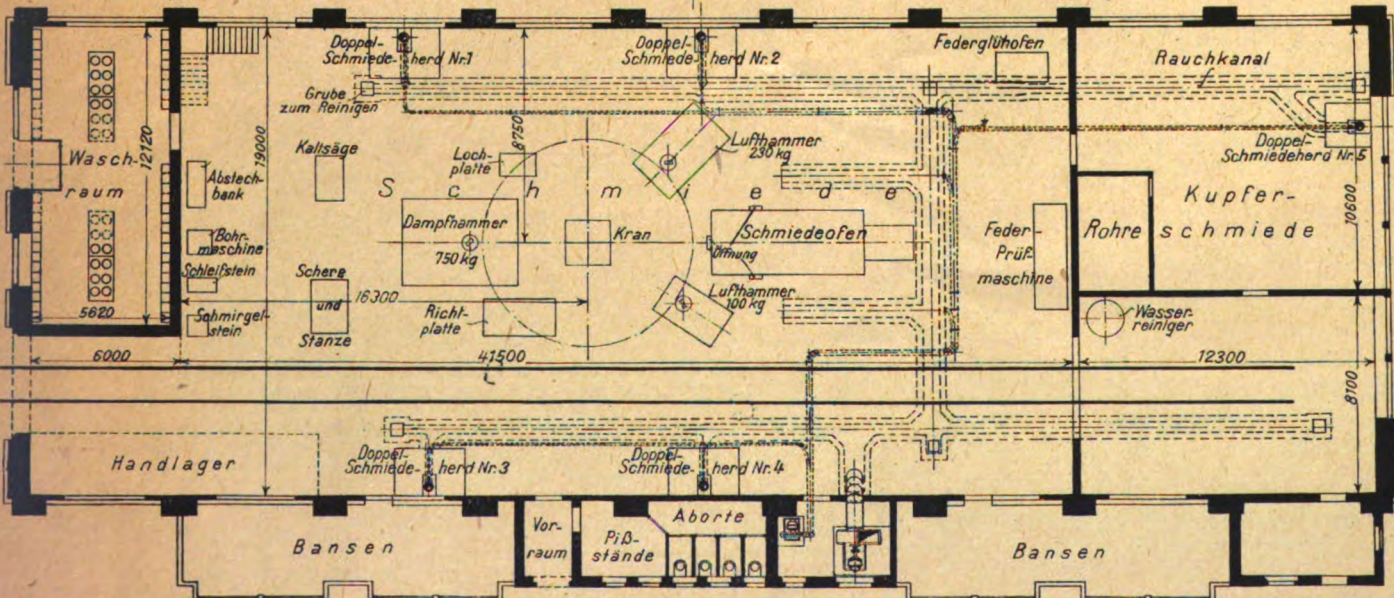 Doppel-
Schmiede- herd Nr.1
Doppel-
Schmiede- herd Nr.2
Federglühofen
Rauchkanal
Grube
zum Reinigen
8750
12120
19000
Wasch-
raum
Kaltsäge
Loch-
platte
Lufthammer
230 kg
Doppel-
Schmiedeherd Nr.5
Abstech-
bank
Schmiede
10600
Kupfer-
schmiede
Rohre
Dampfhammer
750 kg
Kran
Schmiedeofen
Öffnung
Feder-
Prüf-
maschine
Bohr-
maschine
Schleifstein
Schere
und
Stanze
16300
Lufthammer
100 kg
5620
Schmirgel-
stein
Richt-
platte
Wasser-
reiniger
6000
41500
12300
8100
Handlager
Doppel-
Schmiede- herd Nr.3
Doppel-
Schmiede- herd Nr.4
Bansen
Vor-
raum
Piß-
stände
Aborte
Bansen